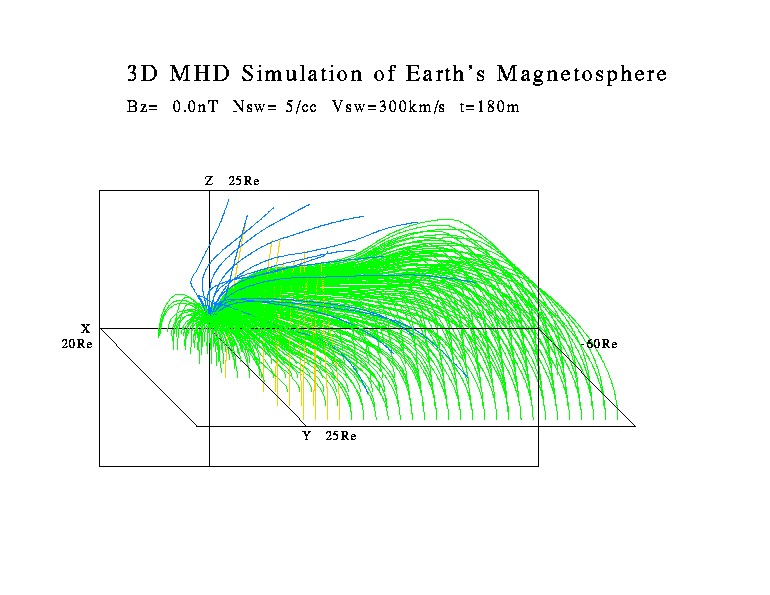 3D MHD Simulation of Earth's Magnetosphere
Bz= 0.0nT Nsw= 5/cc Vsw=300km/s t=180m
Z 25Re
X
20Re
-60Re
Y 25Re